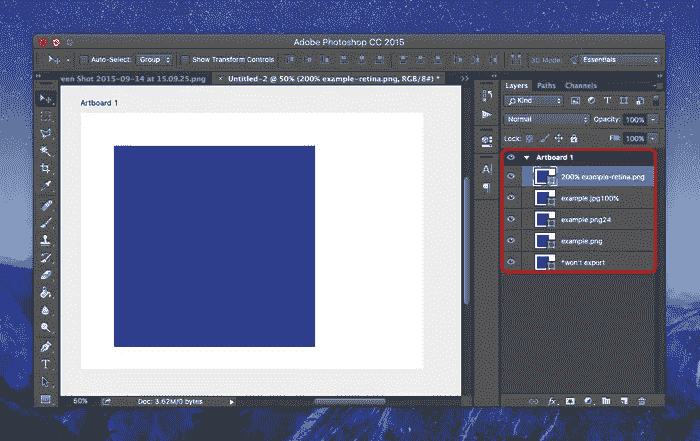 Adobe Photoshop CC 2015
Auto-Select: Group Show Transform Controls 3D Mode: Essentials
een Shot 2015-09-14 at 15.09.25.png × Untitled-2 @ 50% (200% example-retina.png, RGB/8#) *
Artboard 1
Layers Paths Channels
Kind
Normal Opacity: 100%
Lock: Fill: 100%
Artboard 1
200% example-retina.png
example.jpg100%
example.png24
example.png
*won't export
50% Doc: 3.62M/0 bytes